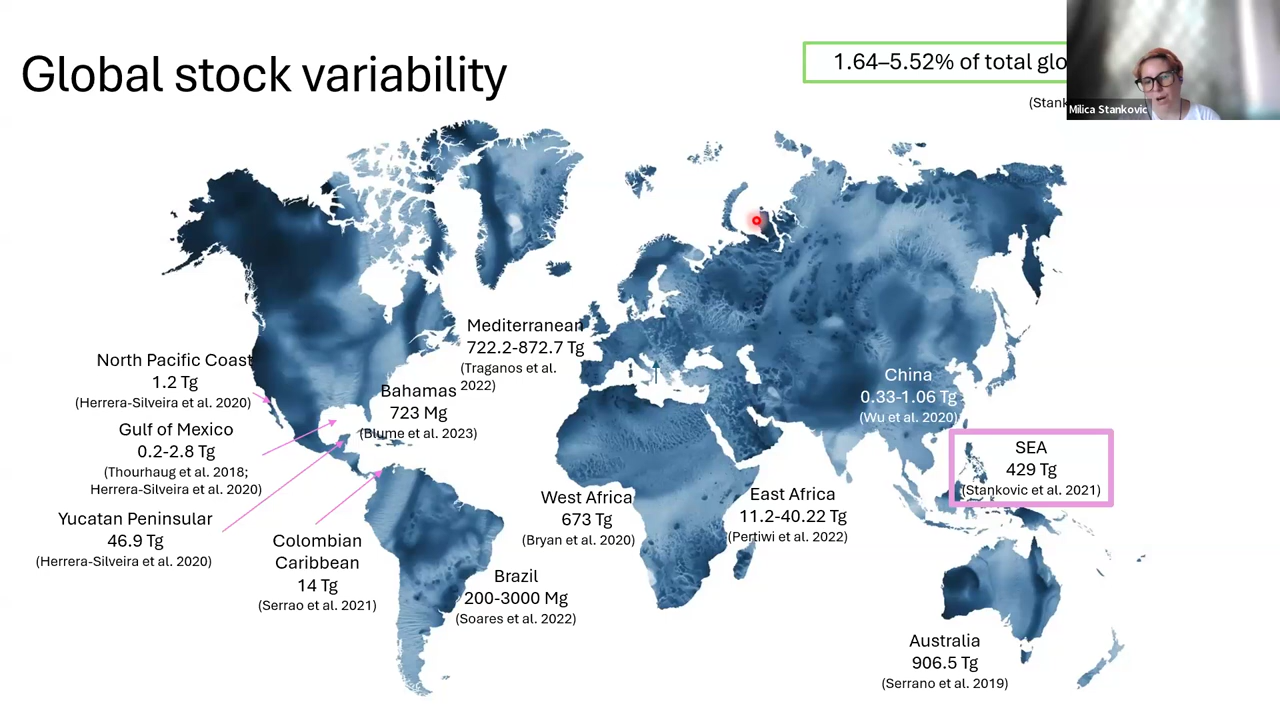 Global stock variability
1.64–5.52% of total glo
(Stank
Milica Stankovic
Mediterranean
722.2-872.7 Tg
(Traganos et al.
2022)
North Pacific Coast
1.2 Tg
(Herrera-Silveira et al. 2020)
Bahamas
723 Mg
(Blume et al. 2023)
China
0.33-1.06 Tg
(Wu et al. 2020)
Gulf of Mexico
0.2-2.8 Tg
(Thourhaug et al. 2018;
Herrera-Silveira et al. 2020)
SEA
429 Tg
(Stankovic et al. 2021)
West Africa
673 Tg
(Bryan et al. 2020)
East Africa
11.2-40.22 Tg
(Pertiwi et al. 2022)
Yucatan Peninsular
46.9 Tg
(Herrera-Silveira et al. 2020)
Colombian
Caribbean
14 Tg
(Serrao et al. 2021)
Brazil
200-3000 Mg
(Soares et al. 2022)
Australia
906.5 Tg
(Serrano et al. 2019)